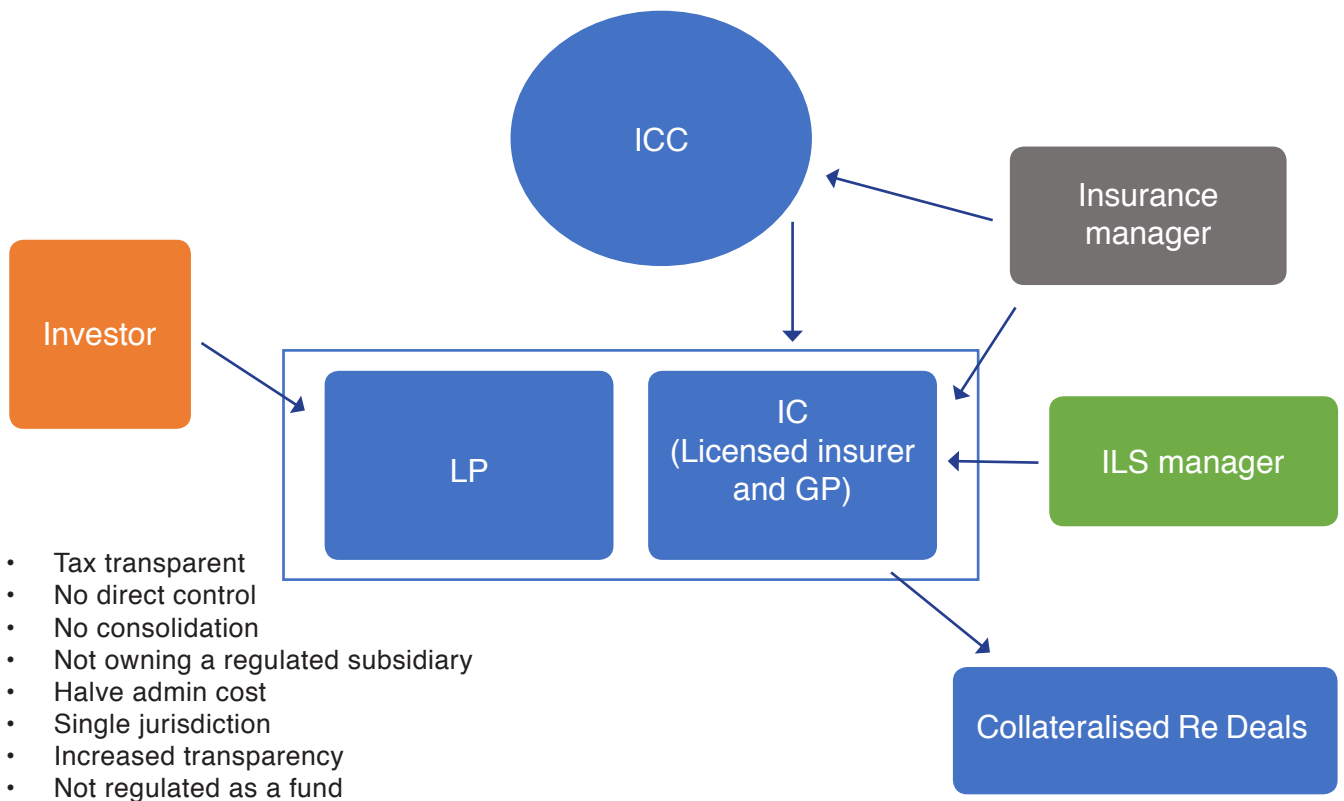 ICC
Insurance
manager
Investor
LP
IC
(Licensed insurer
and GP)
ILS manager
• Tax transparent
• No direct control
• No consolidation
• Not owning a regulated subsidiary
• Halve admin cost
• Single jurisdiction
• Increased transparency
• Not regulated as a fund
Collateralised Re Deals